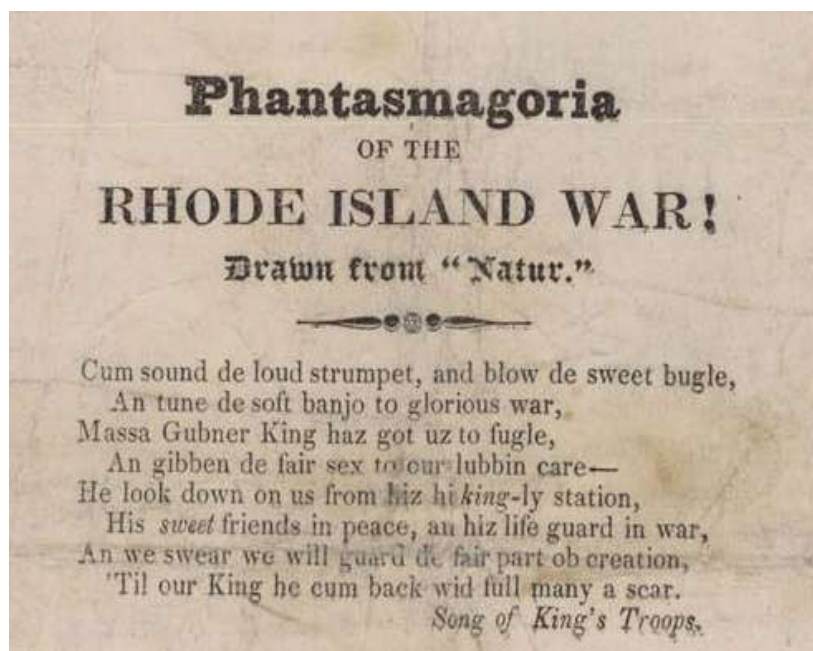 Phantasmagoria
OF THE
RHODE ISLAND WAR!
Drawn from "Natur."
Cum sound de loud strumpet, and blow de sweet bugle,
An tune de soft banjo to glorious war,
Massa Gubner King haz got uz to fugle,
An gibben de fair sex to our lubbin care—
He look down on us from hiz hi king-ly station,
His sweet friends in peace, an hiz life guard in war,
An we swear we will guard de fair part ob creation,
'Til our King he cum back wid full many a scar.
Song of King's Troops.